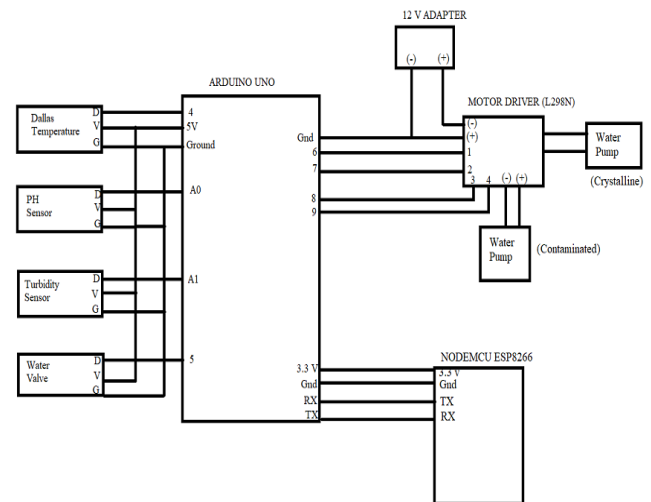 12 V ADAPTER
(-) (+)
ARDUINO UNO
MOTOR DRIVER (L298N)
Dallas
Temperature
D
V
G
4
5V
Ground
Gnd
6
7
8
9
(-)
(+)
1
2
3 4 (-) (+)
Water
Pump
(Crystalline)
PH
Sensor
D
V
G
A0
Water
Pump
(Contaminated)
Turbidity
Sensor
D
V
G
A1
Water
Valve
D
V
G
5
3.3 V
Gnd
RX
TX
NODEMCU ESP8266
3.3 V
Gnd
TX
RX